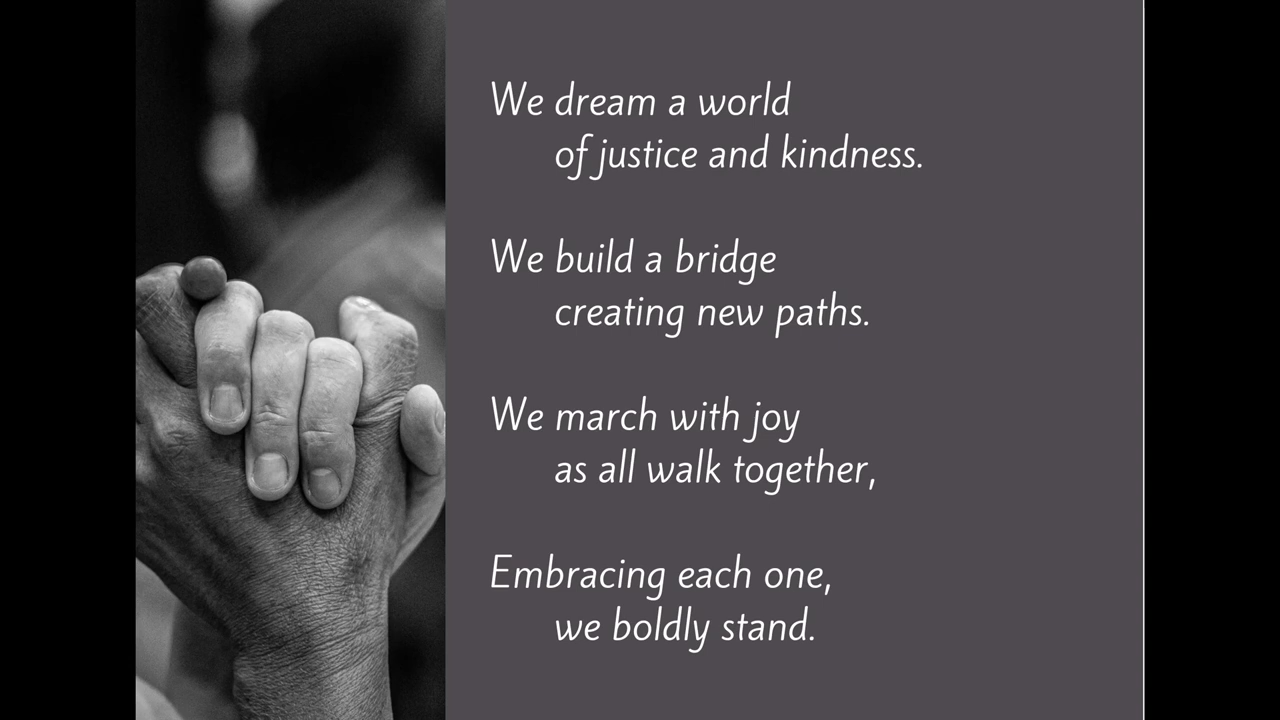 We dream a world
of justice and kindness.
We build a bridge
creating new paths.
We march with joy
as all walk together,
Embracing each one,
we boldly stand.